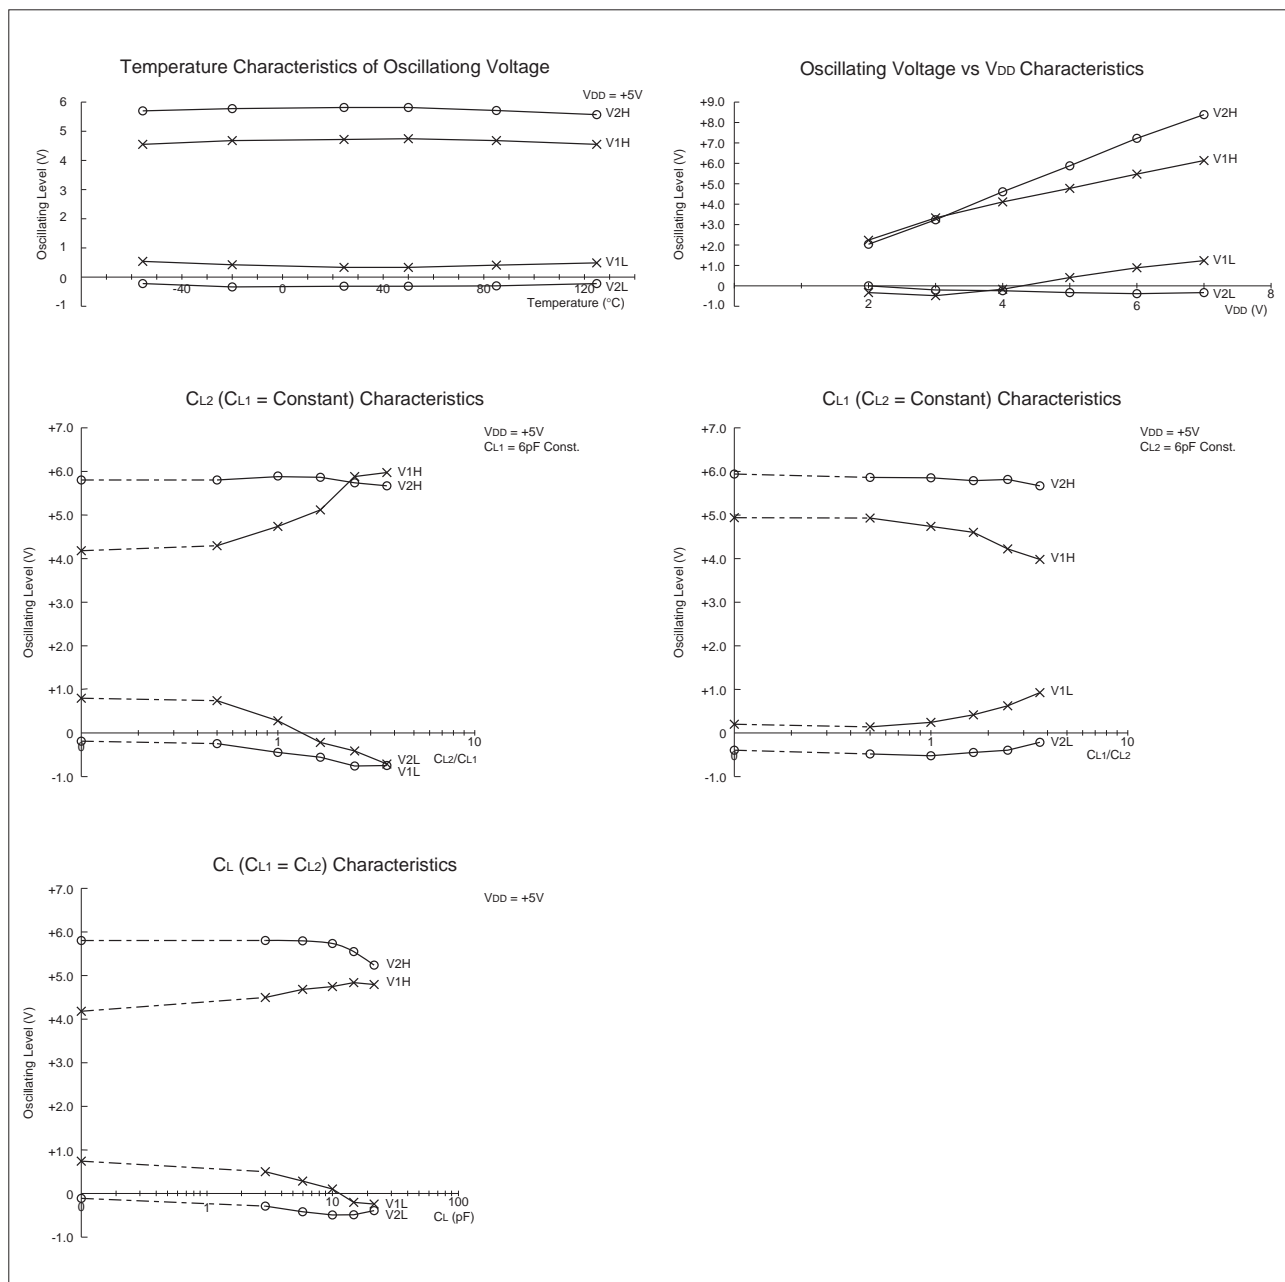 Temperature Characteristics of Oscillationg Voltage
VDD = +5V
Oscillating Level (V)
6
5
4
3
2
1
0
-1
-40
0
40
80
120
Temperature (°C)
V2H
V1H
V1L
V2L
Oscillating Voltage vs VDD Characteristics
Oscillating Level (V)
+9.0
+8.0
+7.0
+6.0
+5.0
+4.0
+3.0
+2.0
+1.0
0
-1.0
2
4
6
8
VDD (V)
V2H
V1H
V1L
V2L
CL2 (CL1 = Constant) Characteristics
VDD = +5V
CL1 = 6pF Const.
Oscillating Level (V)
+7.0
+6.0
+5.0
+4.0
+3.0
+2.0
+1.0
0
-1.0
0
1
10
CL2/CL1
V1H
V2H
V2L
V1L
CL1 (CL2 = Constant) Characteristics
VDD = +5V
CL2 = 6pF Const.
Oscillating Level (V)
+7.0
+6.0
+5.0
+4.0
+3.0
+2.0
+1.0
0
-1.0
0
1
10
CL1/CL2
V2H
V1H
V1L
V2L
CL (CL1 = CL2) Characteristics
VDD = +5V
Oscillating Level (V)
+7.0
+6.0
+5.0
+4.0
+3.0
+2.0
+1.0
0
-1.0
0
1
10
100
CL (pF)
V2H
V1H
V1L
V2L